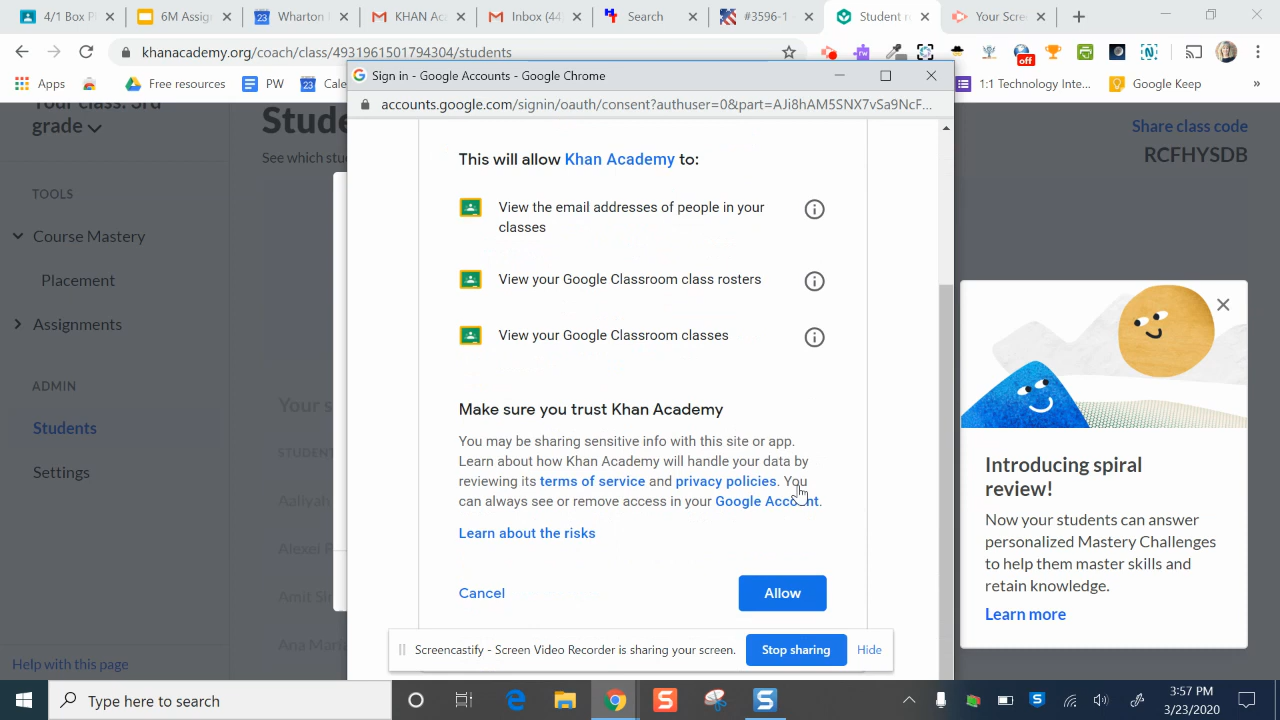 4/1 Box P
6M Assig
Wharton
KHAN Ac
Inbox (44
Search
#3596-1 -
Student r
Your Scre
khanacademy.org/coach/class/4931961501794304/students
off
Apps
Free resources
PW
Cale
1:1 Technology Inte...
Google Keep
»
Sign in - Google Accounts - Google Chrome
accounts.google.com/signin/oauth/consent?authuser=0&part=AJi8hAM5SNX7vSa9NcF...
Your class: 3rd
grade
Stude
See which stu
Share class code
RCFHYSDB
TOOLS
Course Mastery
Placement
Assignments
ADMIN
Students
Settings
Your s
STUDEN
Aaliyah
Alexei P
Amit Si
Ana Mari
Help with this page
This will allow Khan Academy to:
View the email addresses of people in your
classes
View your Google Classroom class rosters
View your Google Classroom classes
Make sure you trust Khan Academy
You may be sharing sensitive info with this site or app.
Learn about how Khan Academy will handle your data by
reviewing its terms of service and privacy policies. You
can always see or remove access in your Google Account.
Learn about the risks
Cancel
Allow
Screencastify - Screen Video Recorder is sharing your screen.
Stop sharing
Hide
Introducing spiral
review!
Now your students can answer
personalized Mastery Challenges
to help them master skills and
retain knowledge.
Learn more
Type here to search
3:57 PM
3/23/2020